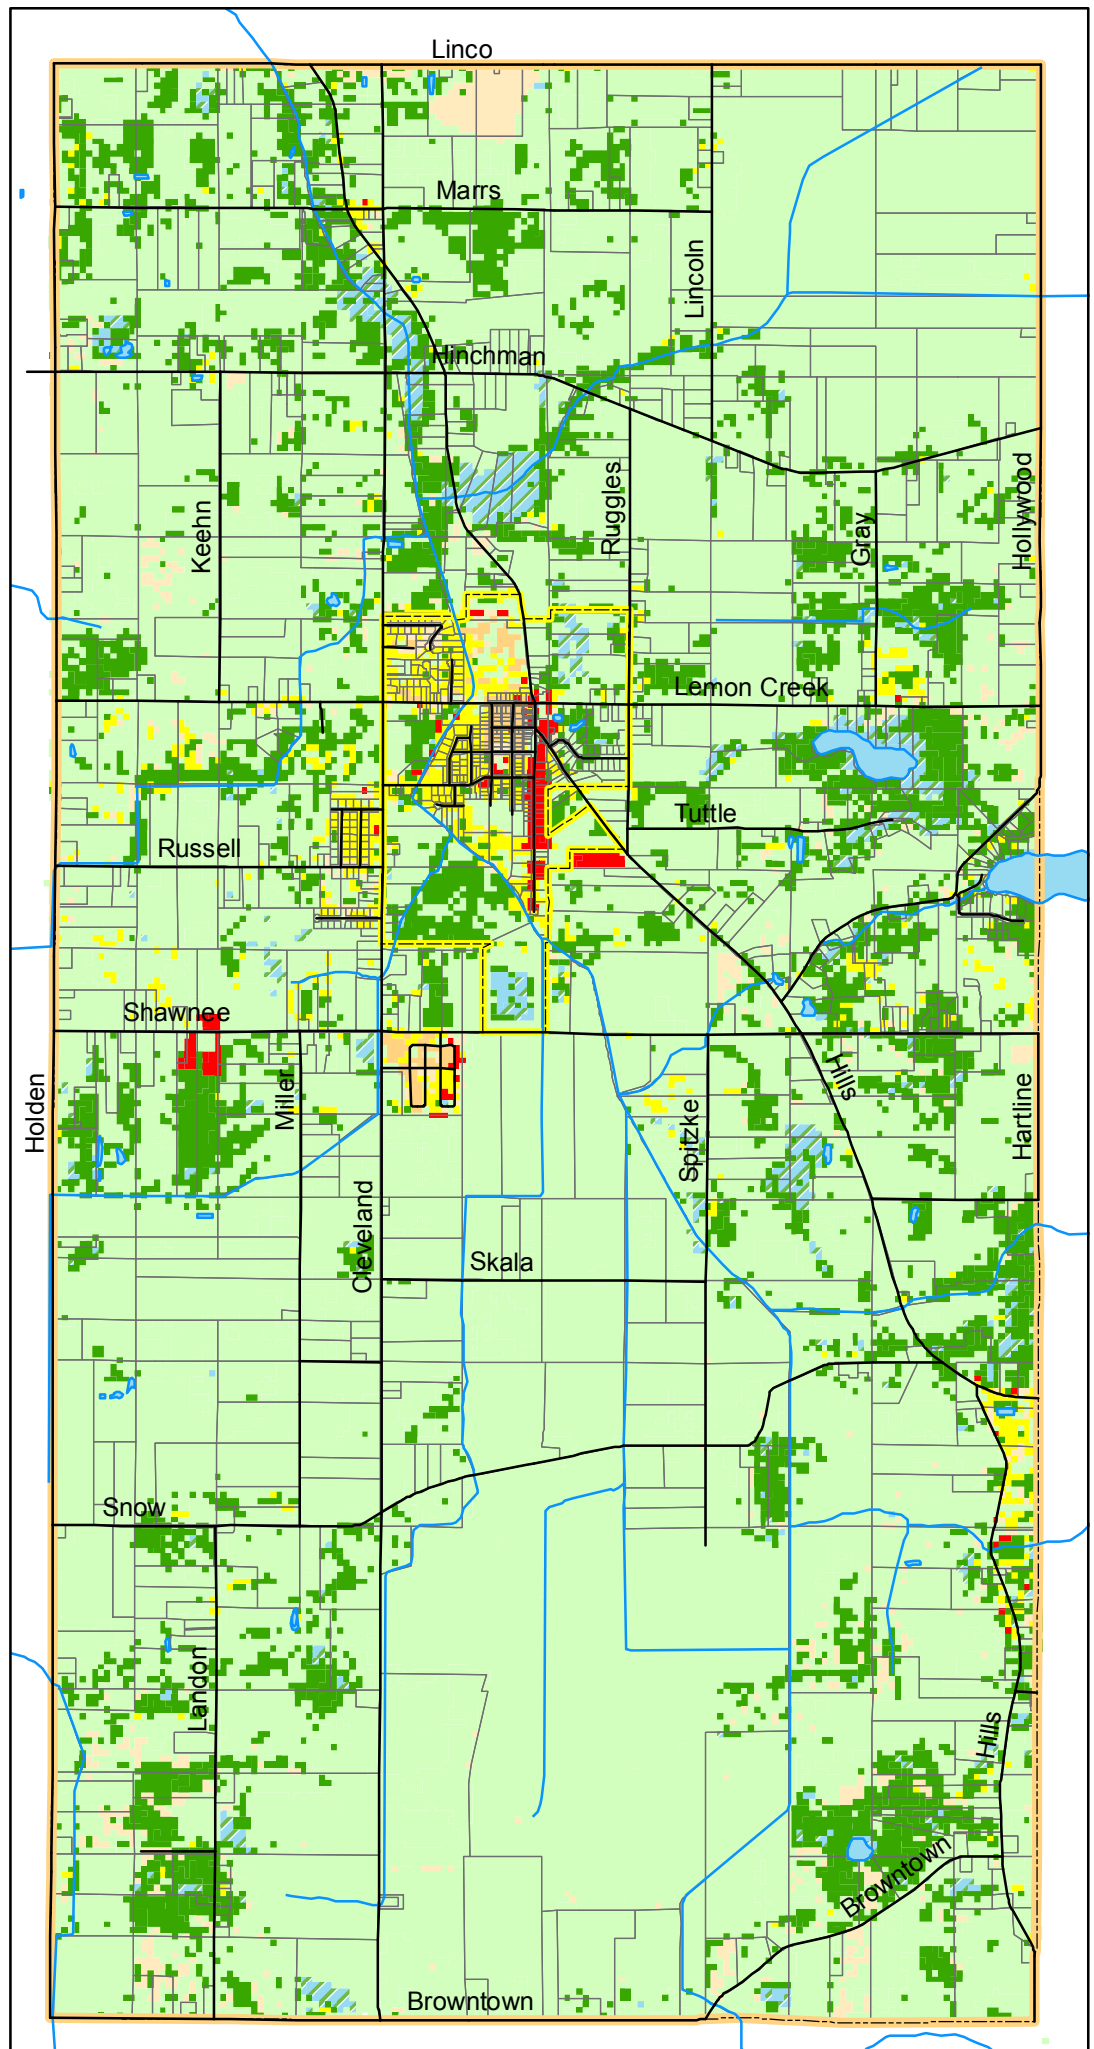 Linco
Marrs
Lincoln
Hinchman
Keehn
Ruggles
Gray
Hollywood
Lemon Creek
Tuttle
Russell
Shawnee
Holden
Miller
Hills
Spitzke
Hartline
Cleveland
Skala
Snow
Landon
Hills
Browntown
Browntown